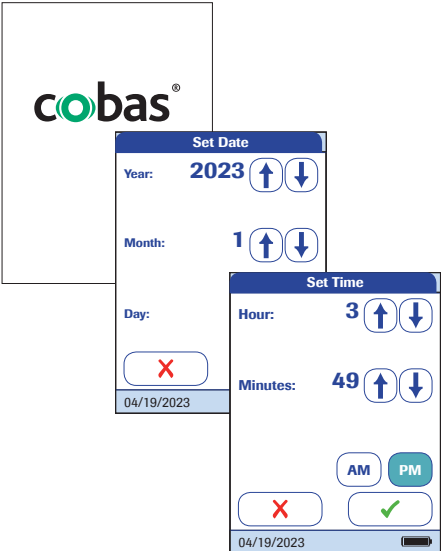 cobas®
Set Date
Year: 2023
Month: 1
Day:
04/19/2023
Set Time
Hour: 3
Minutes: 49
AM PM
04/19/2023